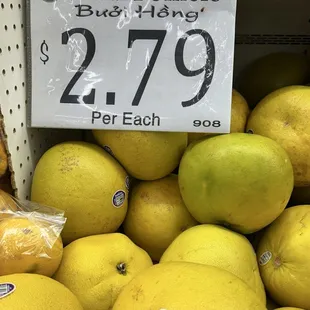 Bưởi Hồng
$2.79
Per Each
908